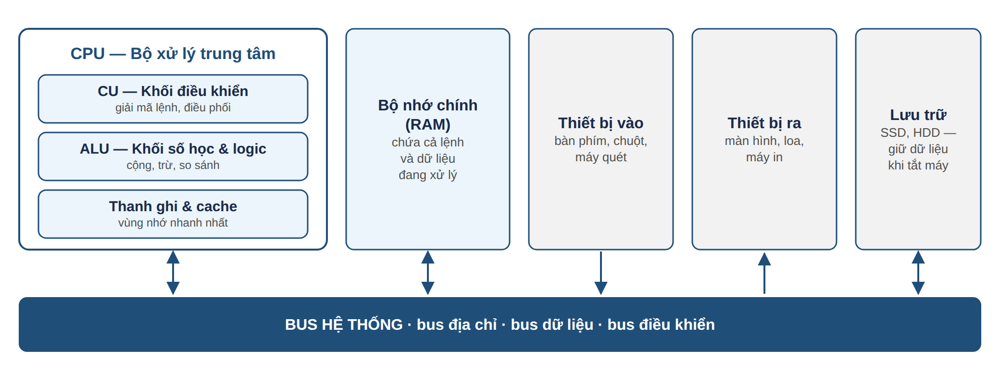 CPU — Bộ xử lý trung tâm
CU — Khối điều khiển
giải mã lệnh, điều phối
ALU — Khối số học & logic
cộng, trừ, so sánh
Thanh ghi & cache
vùng nhớ nhanh nhất
Bộ nhớ chính
(RAM)
chứa cả lệnh
và dữ liệu
đang xử lý
Thiết bị vào
bàn phím, chuột,
máy quét
Thiết bị ra
màn hình, loa,
máy in
Lưu trữ
SSD, HDD —
giữ dữ liệu
khi tắt máy
BUS HỆ THỐNG · bus địa chỉ · bus dữ liệu · bus điều khiển